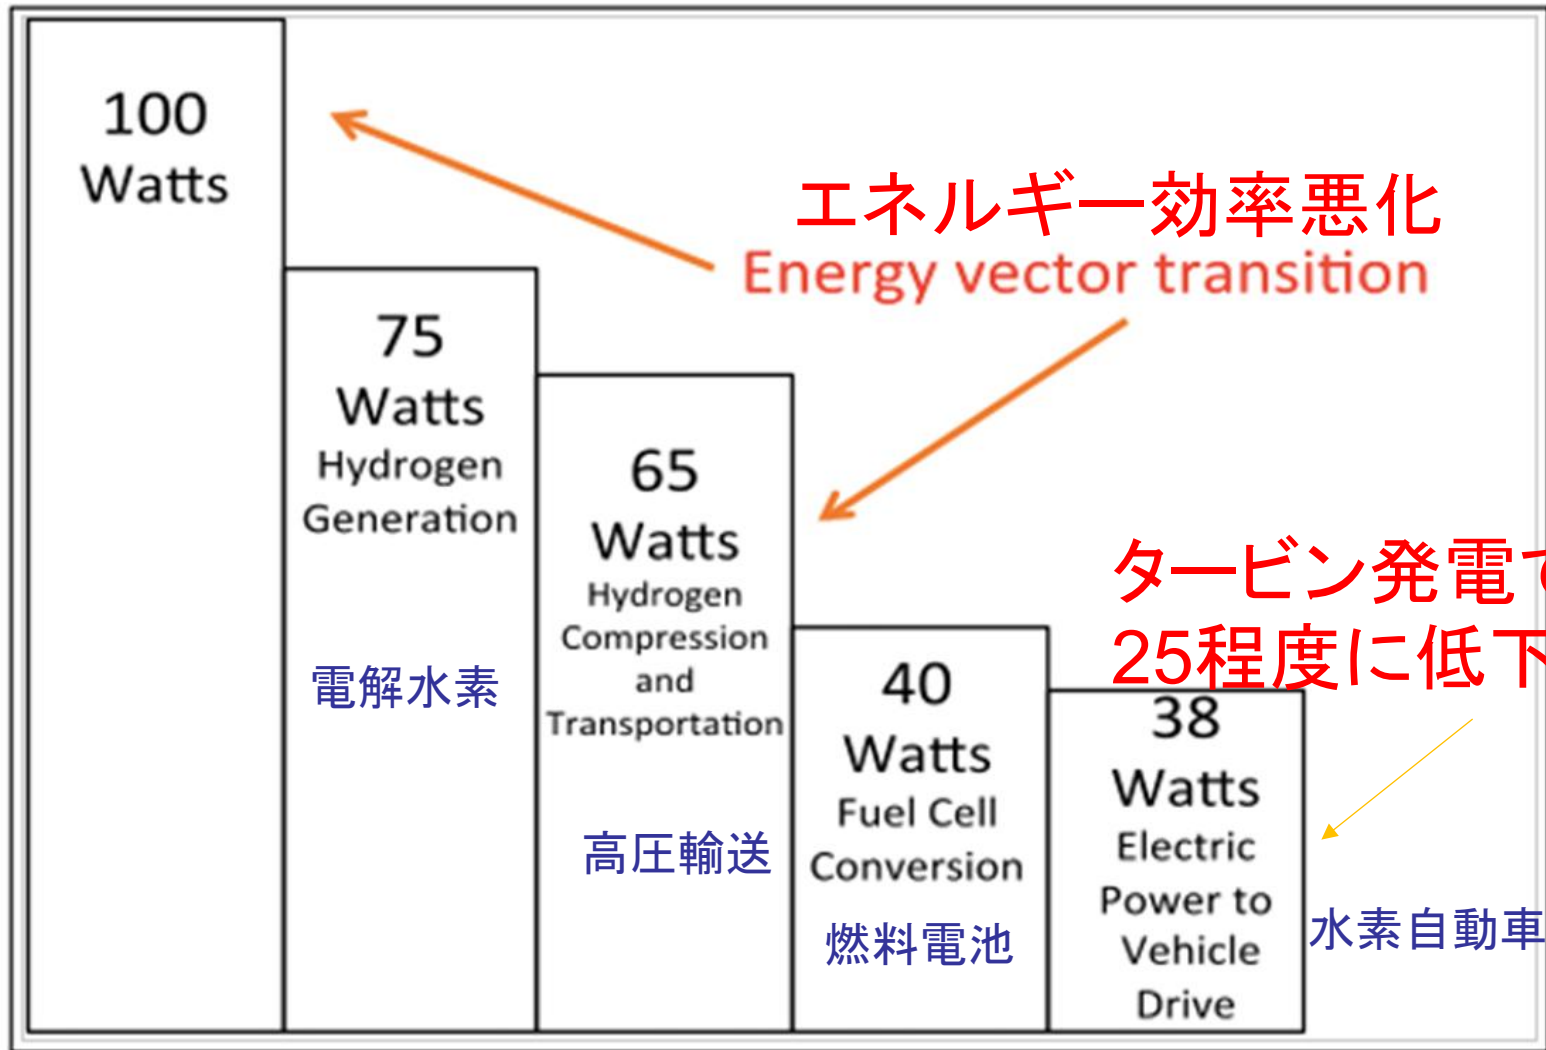 100
Watts
エネルギー効率悪化
Energy vector transition
75
Watts
Hydrogen
Generation
電解水素
65
Watts
Hydrogen
Compression
and
Transportation
高圧輸送
タービン発電で
25程度に低下
40
Watts
Fuel Cell
Conversion
燃料電池
38
Watts
Electric
Power to
Vehicle
Drive
水素自動車